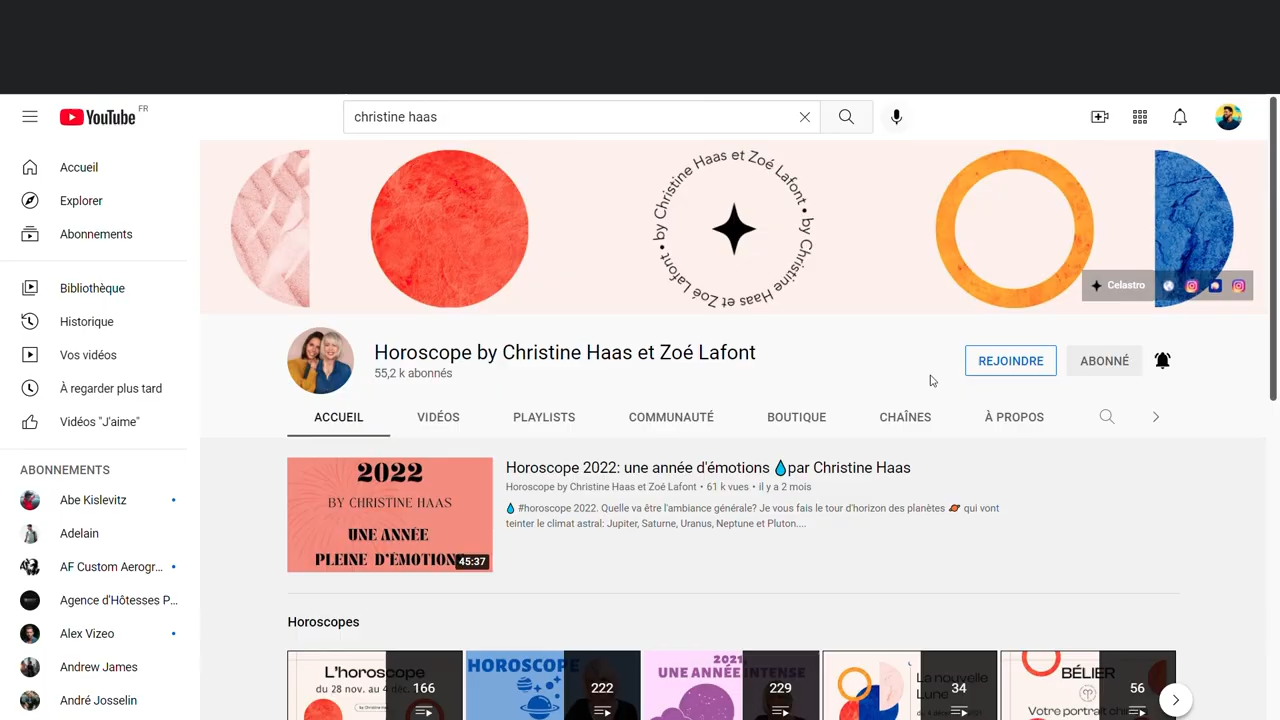 YouTube FR
christine haas
Accueil
Explorer
Abonnements
Bibliothèque
Historique
Vos vidéos
À regarder plus tard
Vidéos "J'aime"
ABONNEMENTS
Abe Kislevitz
Adelain
AF Custom Aerogr...
Agence d'Hôtesses P...
Alex Vizeo
Andrew James
André Josselin
by Christine Haas et Zoé Lafont • by Christine Haas et Zoé Lafont •
Celastro
Horoscope by Christine Haas et Zoé Lafont
55,2 k abonnés
REJOINDRE
ABONNÉ
ACCUEIL
VIDÉOS
PLAYLISTS
COMMUNAUTÉ
BOUTIQUE
CHAÎNES
À PROPOS
2022
BY CHRISTINE HAAS
UNE ANNÉE
PLEINE D'ÉMOTION
45:37
Horoscope 2022: une année d'émotions 💧par Christine Haas
Horoscope by Christine Haas et Zoé Lafont • 61 k vues • il y a 2 mois
💧 #horoscope 2022. Quelle va être l'ambiance générale? Je vous fais le tour d'horizon des planètes 🪐 qui vont
teinter le climat astral: Jupiter, Saturne, Uranus, Neptune et Pluton....
Horoscopes
L'horoscope
du 28 nov. au 4 déc.
166
HOROSCOPE
222
2021,
UNE ANNÉE INTENSE
229
La nouvelle
Lune
34
BÉLIER
Votre portrait
56